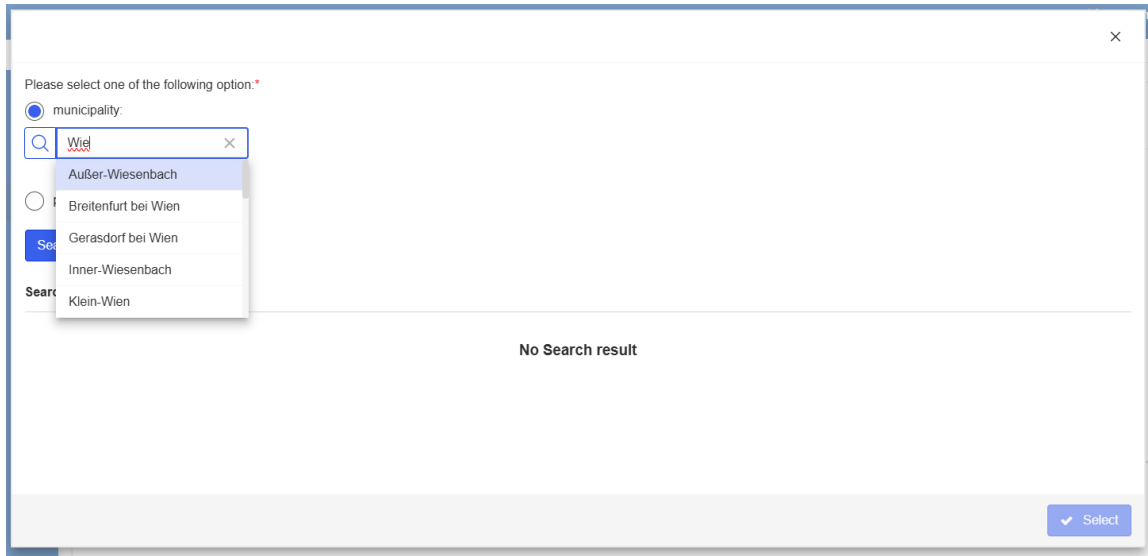 Please select one of the following option:*
municipality:
Wie
Außer-Wiesenbach
Breitenfurt bei Wien
Gerasdorf bei Wien
Inner-Wiesenbach
Klein-Wien
No Search result
Select